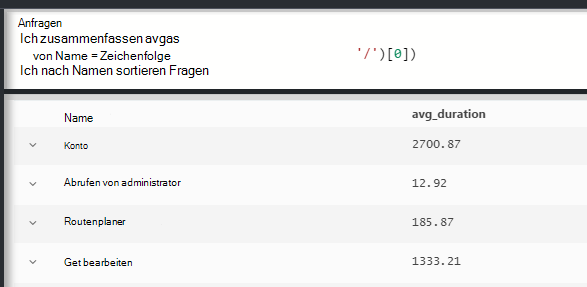 Anfragen
Ich zusammenfassen avgas
von Name = Zeichenfolge '/')[0])
Ich nach Namen sortieren Fragen
Name avg_duration
Konto 2700.87
Abrufen von administrator 12.92
Routenplaner 185.87
Get bearbeiten 1333.21